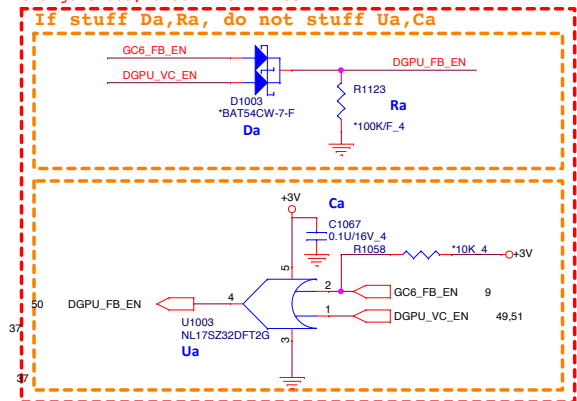 If stuff Da,Ra, do not stuff Ua,Ca
GC6_FB_EN
DGPU_VC_EN
DGPU_FB_EN
D1003
*BAT54CW-7-F
Da
R1123
Ra
*100K/F_4
+3V
Ca
C1067
0.1U/16V_4
R1058
*10K_4
+3V
5
2
GC6_FB_EN 9
1
DGPU_VC_EN 49,51
50 DGPU_FB_EN
4
3
U1003
NL17SZ32DFT2G
Ua
37
37